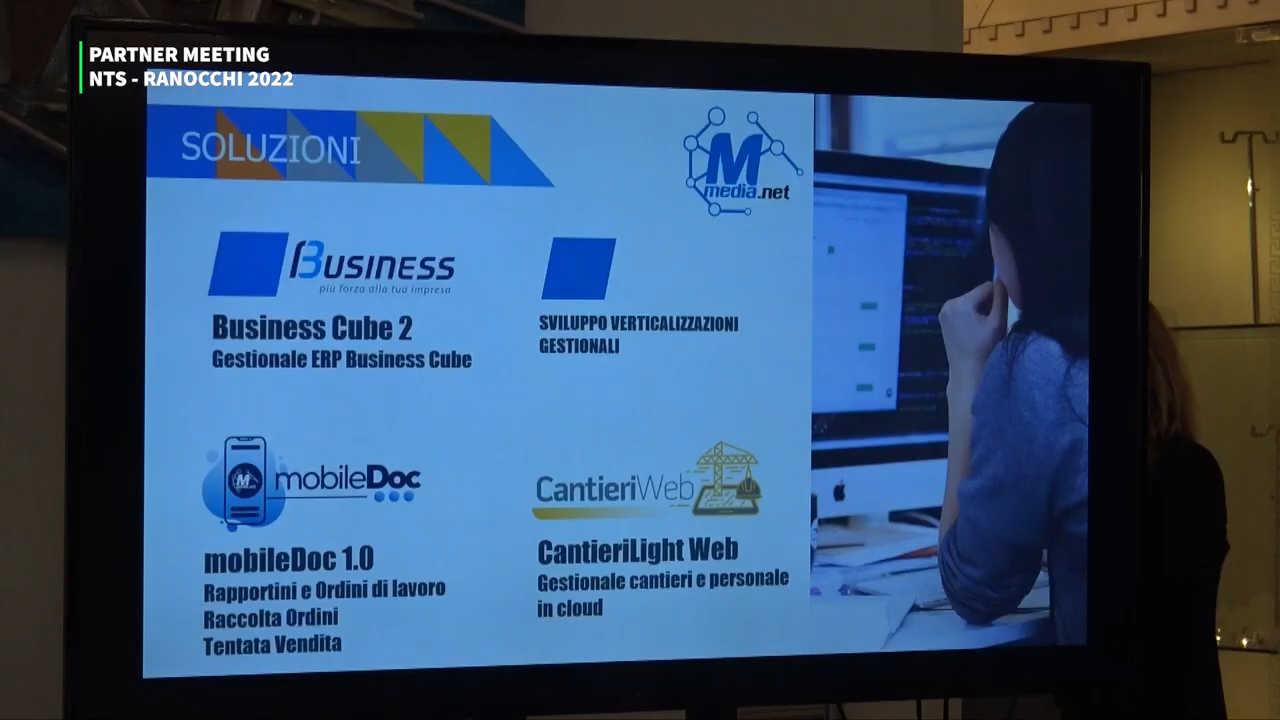 PARTNER MEETING
NTS - RANOCCHI 2022
SOLUZIONI
M
media.net
BUSINESS
più forza alla tua impresa
Business Cube 2
Gestionale ERP Business Cube
SVILUPPO VERTICALIZZAZIONI
GESTIONALI
mobileDoc
mobileDoc 1.0
Rapportini e Ordini di lavoro
Raccolta Ordini
Tentata Vendita
CantieriWeb
CantieriLight Web
Gestionale cantieri e personale
in cloud